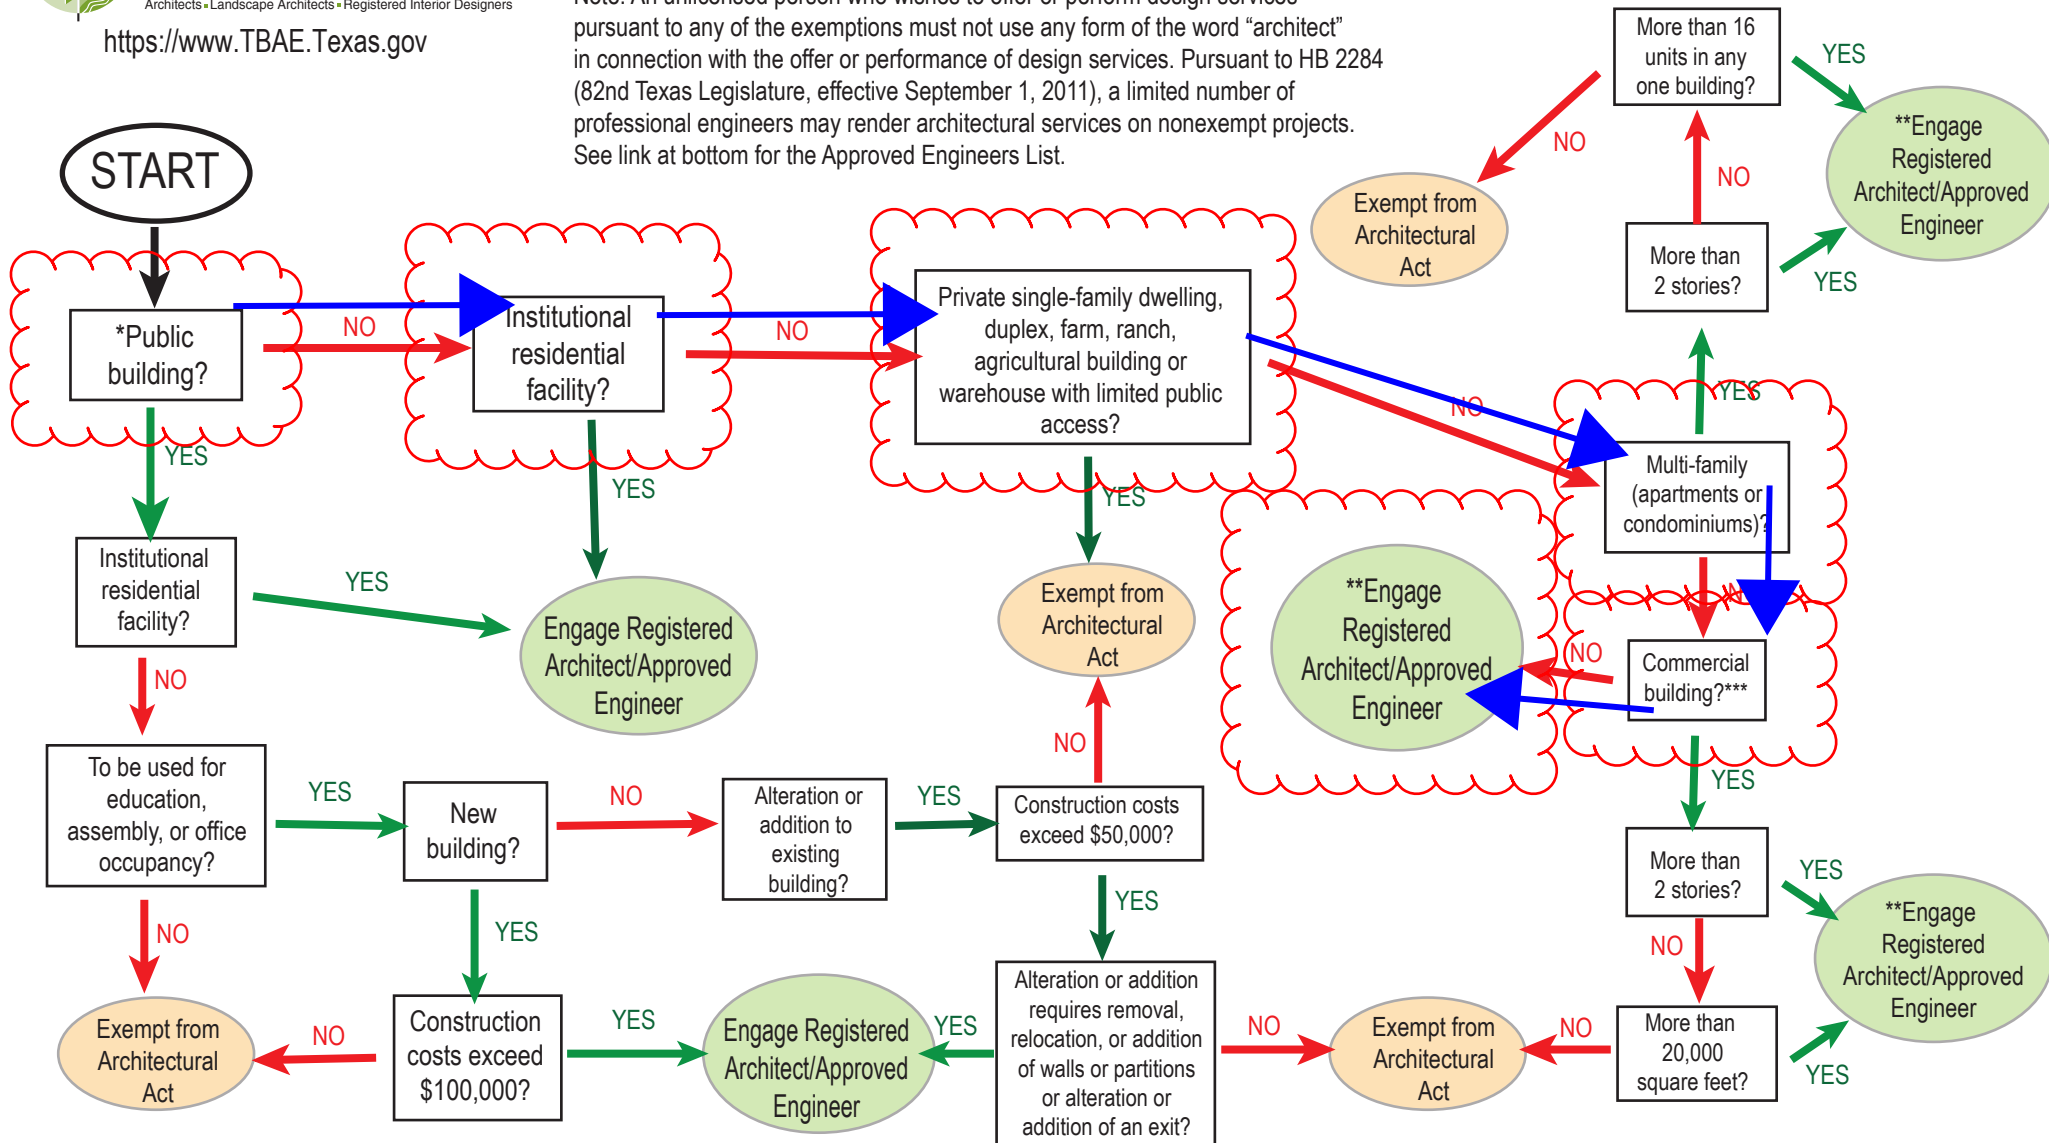 Architects ▪ Landscape Architects ▪ Registered Interior Designers
https://www.TBAE.Texas.gov
Note: An unlicensed person who wishes to offer or perform design services
pursuant to any of the exemptions must not use any form of the word “architect”
in connection with the offer or performance of design services. Pursuant to HB 2284
(82nd Texas Legislature, effective September 1, 2011), a limited number of
professional engineers may render architectural services on nonexempt projects.
See link at bottom for the Approved Engineers List.
More than 16
units in any
one building?
YES
NO
**Engage
Registered
Architect/Approved
Engineer
NO
Exempt from
Architectural
Act
More than
2 stories?
YES
YES
START
*Public
building?
NO
YES
Institutional
residential
facility?
NO
YES
Private single-family dwelling,
duplex, farm, ranch,
agricultural building or
warehouse with limited public
access?
NO
YES
Multi-family
(apartments or
condominiums)?
Commercial
building?***
NO
YES
**Engage
Registered
Architect/Approved
Engineer
Exempt from
Architectural
Act
Institutional
residential
facility?
YES
NO
Engage Registered
Architect/Approved
Engineer
To be used for
education,
assembly, or office
occupancy?
YES
NO
New
building?
NO
YES
Alteration or
addition to
existing
building?
YES
Construction costs
exceed $50,000?
NO
YES
More than
2 stories?
YES
NO
**Engage
Registered
Architect/Approved
Engineer
Exempt from
Architectural
Act
NO
Construction
costs exceed
$100,000?
YES
Engage Registered
Architect/Approved
Engineer
YES
Alteration or addition
requires removal,
relocation, or addition
of walls or partitions
or alteration or
addition of an exit?
NO
Exempt from
Architectural
Act
NO
More than
20,000
square feet?
YES